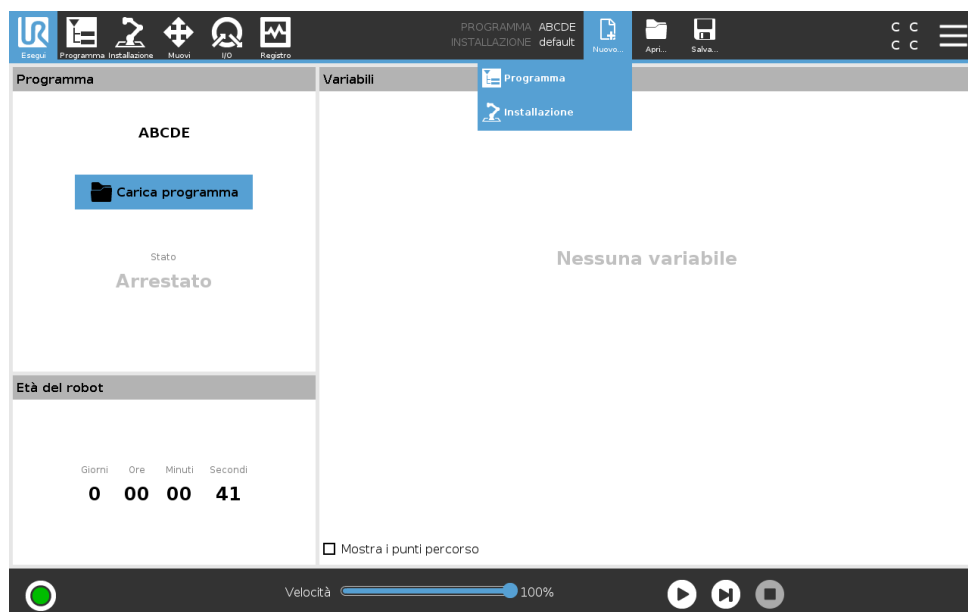 PROGRAMMA ABCDE
INSTALLAZIONE default
C C
C C
Esegui Programma Installazione Muovi I/O Registro Nuovo... Apri... Salva...
Programma
Variabili
Programma
Installazione
ABCDE
Carica programma
Stato
Arrestato
Nessuna variabile
Età del robot
Giorni Ore Minuti Secondi
0 00 00 41
Mostra i punti percorso
Velocità 100%